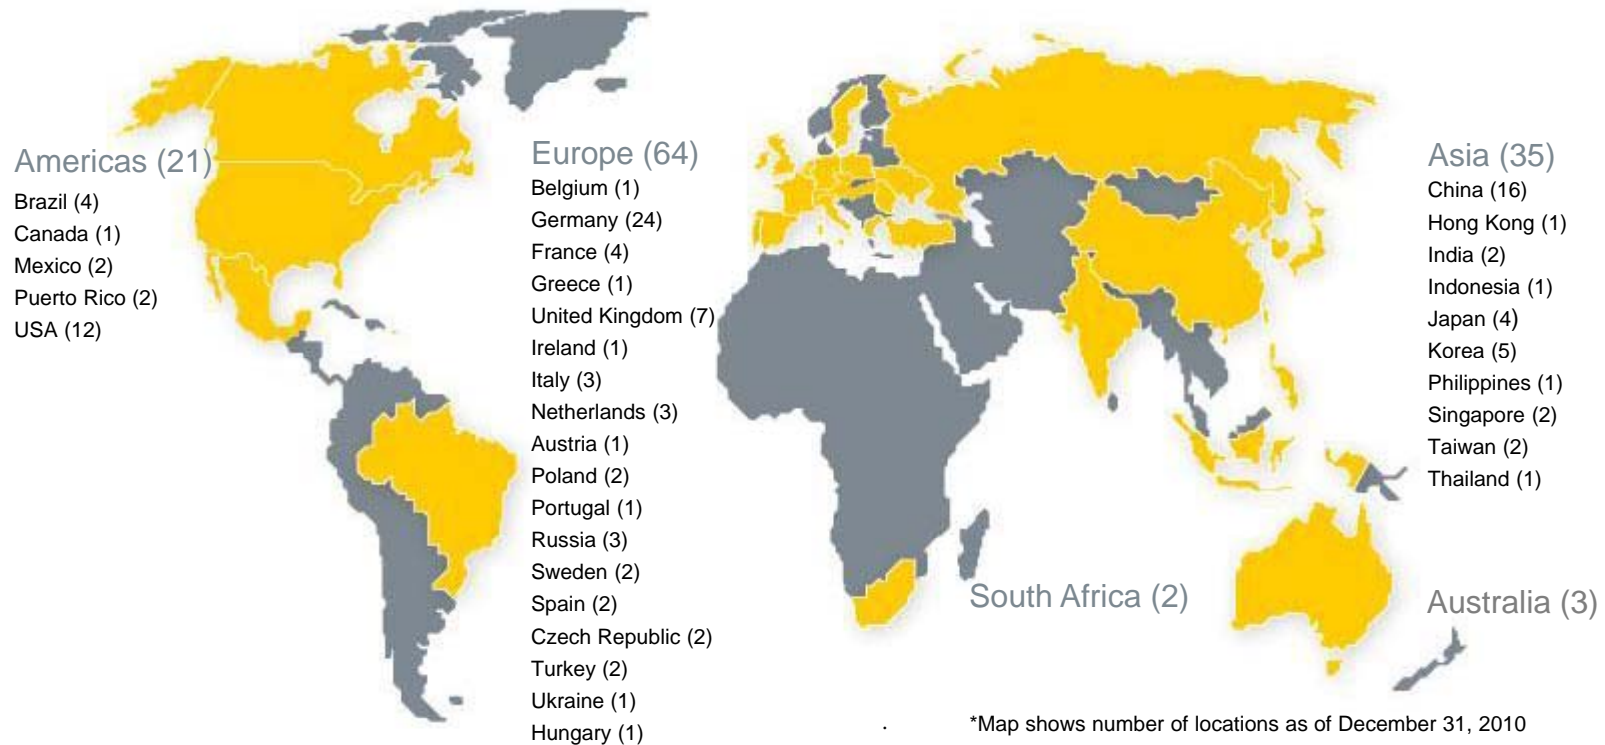 Americas (21)
Brazil (4)
Canada (1)
Mexico (2)
Puerto Rico (2)
USA (12)
Europe (64)
Belgium (1)
Germany (24)
France (4)
Greece (1)
United Kingdom (7)
Ireland (1)
Italy (3)
Netherlands (3)
Austria (1)
Poland (2)
Portugal (1)
Russia (3)
Sweden (2)
Spain (2)
Czech Republic (2)
Turkey (2)
Ukraine (1)
Hungary (1)
South Africa (2)
Asia (35)
China (16)
Hong Kong (1)
India (2)
Indonesia (1)
Japan (4)
Korea (5)
Philippines (1)
Singapore (2)
Taiwan (2)
Thailand (1)
Australia (3)
.
*Map shows number of locations as of December 31, 2010